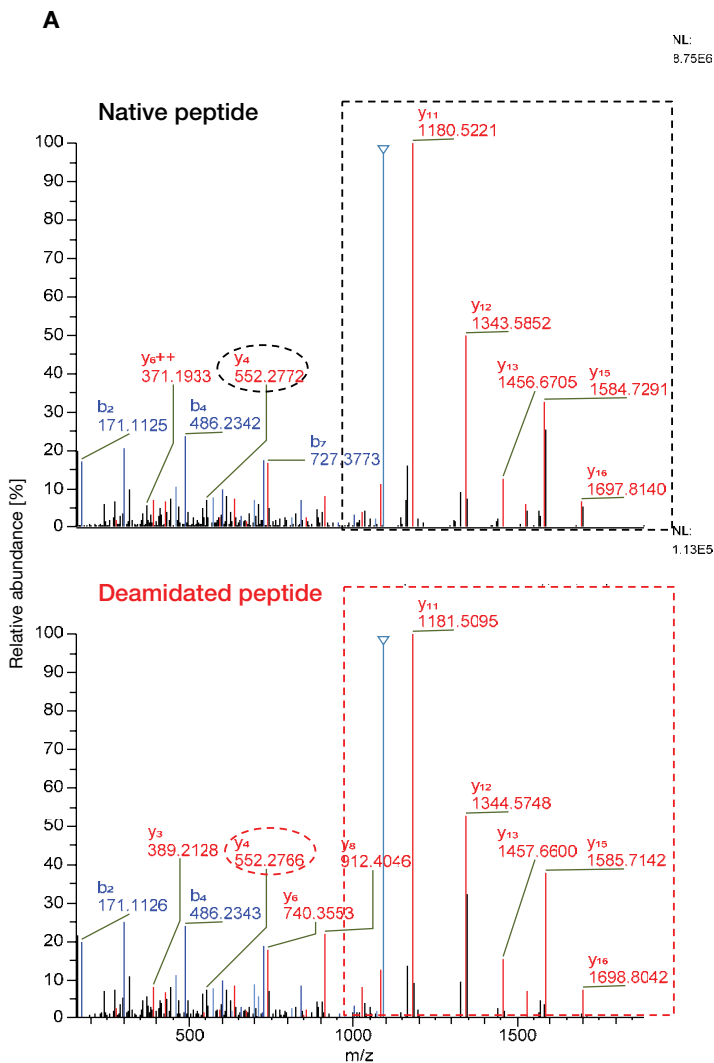 A
NL:
8.75E6
Native peptide
100
90
80
70
60
50
40
30
20
10
0
y₁₁
1180.5221
y₁₂
1343.5852
y₁₃
1456.6705
y₁₅
1584.7291
y₁₆
1697.8140
y₆++
371.1933
y₄
552.2772
b₂
171.1125
b₄
486.2342
b₇
727.3773
Relative abundance [%]
NL:
1.13E5
Deamidated peptide
100
90
80
70
60
50
40
30
20
10
0
y₁₁
1181.5095
y₁₂
1344.5748
y₁₃
1457.6600
y₁₅
1585.7142
y₁₆
1698.8042
y₃
389.2128
y₄
552.2766
y₈
912.4046
b₂
171.1126
b₄
486.2343
y₆
740.3553
500
1000
1500
m/z